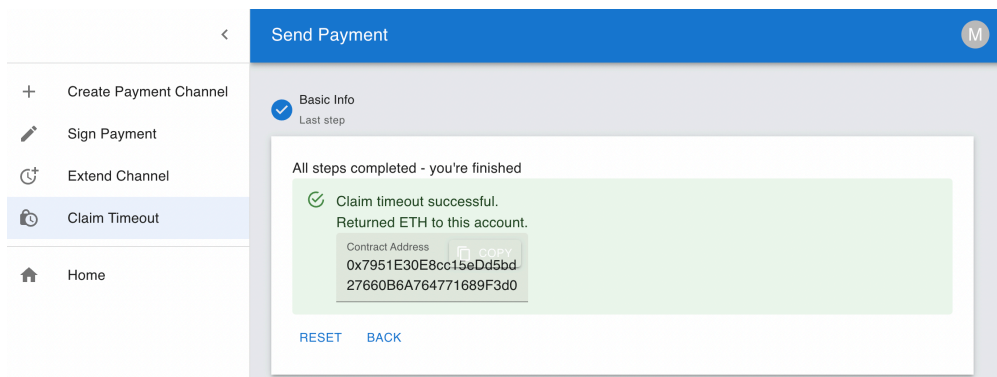 Send Payment
M
Create Payment Channel
Sign Payment
Extend Channel
Claim Timeout
Home
Basic Info
Last step
All steps completed - you're finished
Claim timeout successful.
Returned ETH to this account.
Contract Address
COPY
0x7951E30E8cc15eDd5bd
27660B6A764771689F3d0
RESET BACK